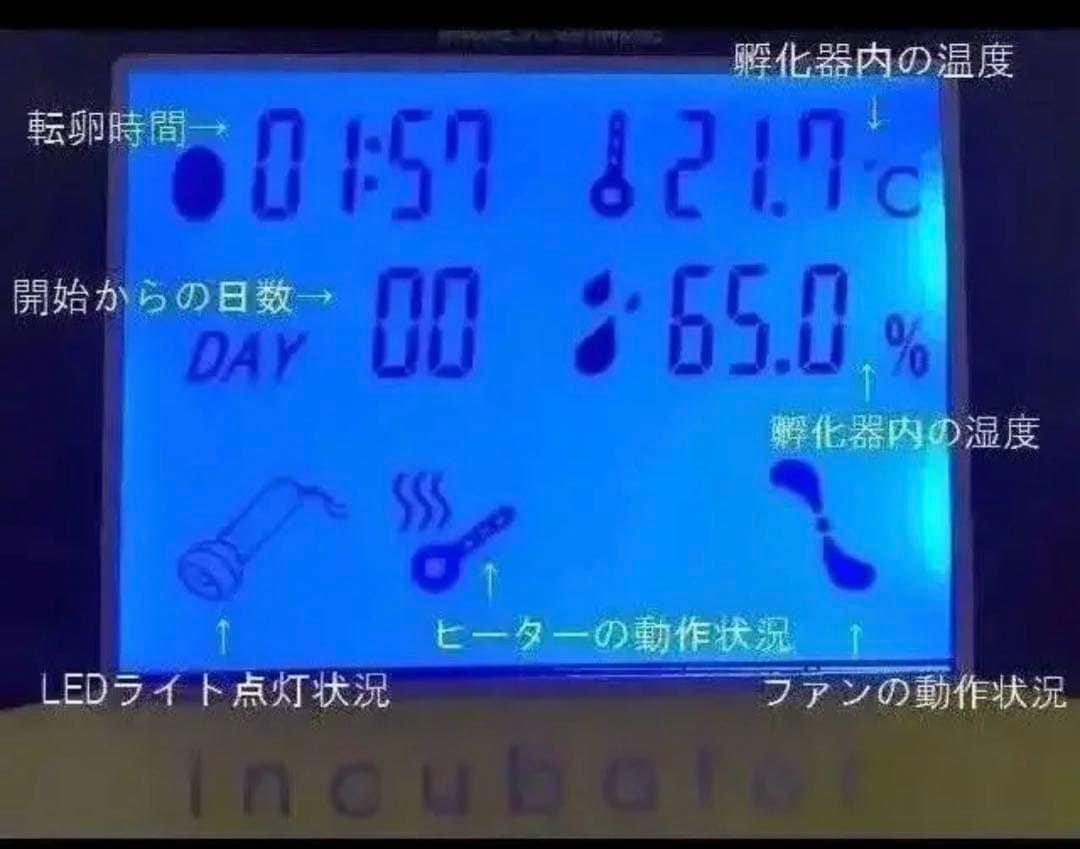 孵化器内の温度
↓
転卵時間→
01:57
21.7℃
開始からの日数→
DAY 00
65.0 %
↑
孵化器内の湿度
↑
ヒーターの動作状況
↑
LEDライト点灯状況
↑
ファンの動作状況
incubator